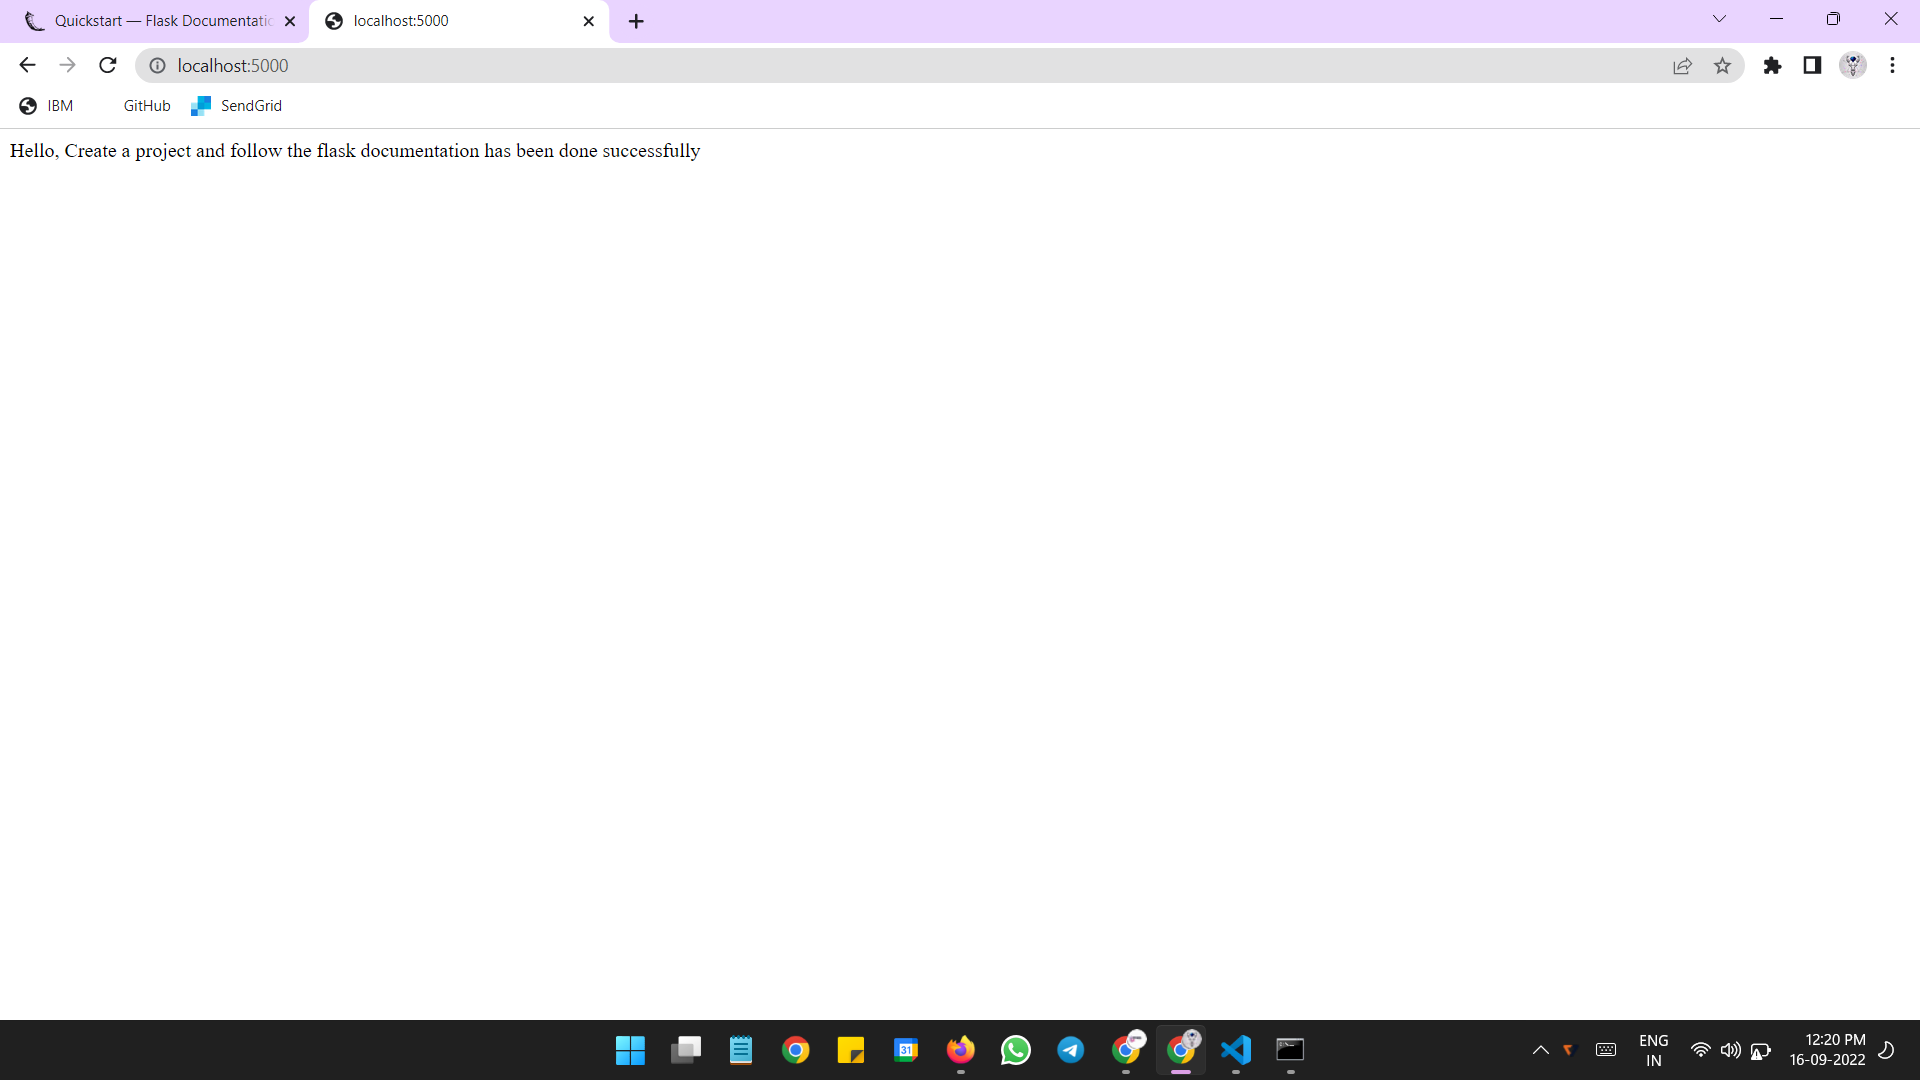 Quickstart — Flask Documentatic
localhost:5000
localhost:5000
IBM
GitHub
SendGrid
Hello, Create a project and follow the flask documentation has been done successfully
31
ENG
IN
12:20 PM
16-09-2022